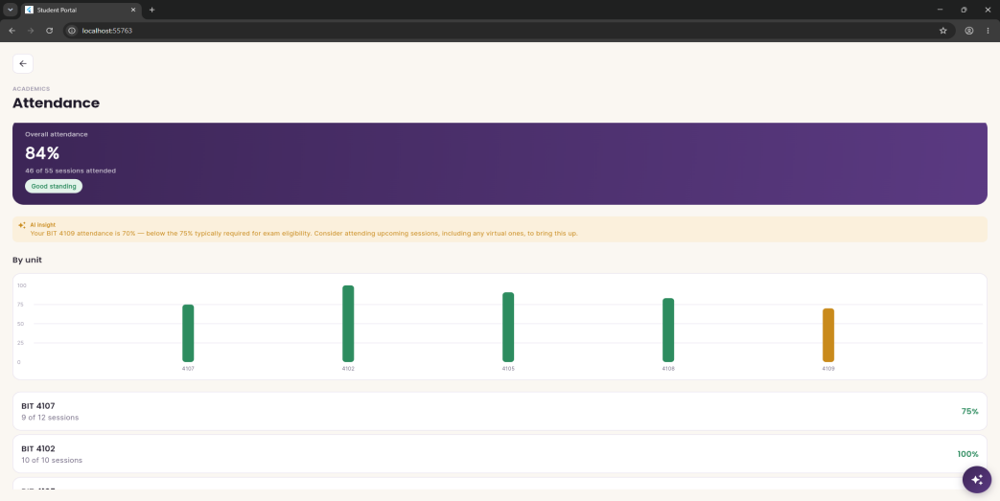 Student Portal
localhost:55763
ACADEMICS
Attendance
Overall attendance
84%
46 of 55 sessions attended
Good standing
AI Insight
Your BIT 4109 attendance is 70% — below the 75% typically required for exam eligibility. Consider attending upcoming sessions, including any virtual ones, to bring this up.
By unit
100
75
50
25
0
4107 4102 4105 4108 4109
BIT 4107
9 of 12 sessions
75%
BIT 4102
10 of 10 sessions
100%